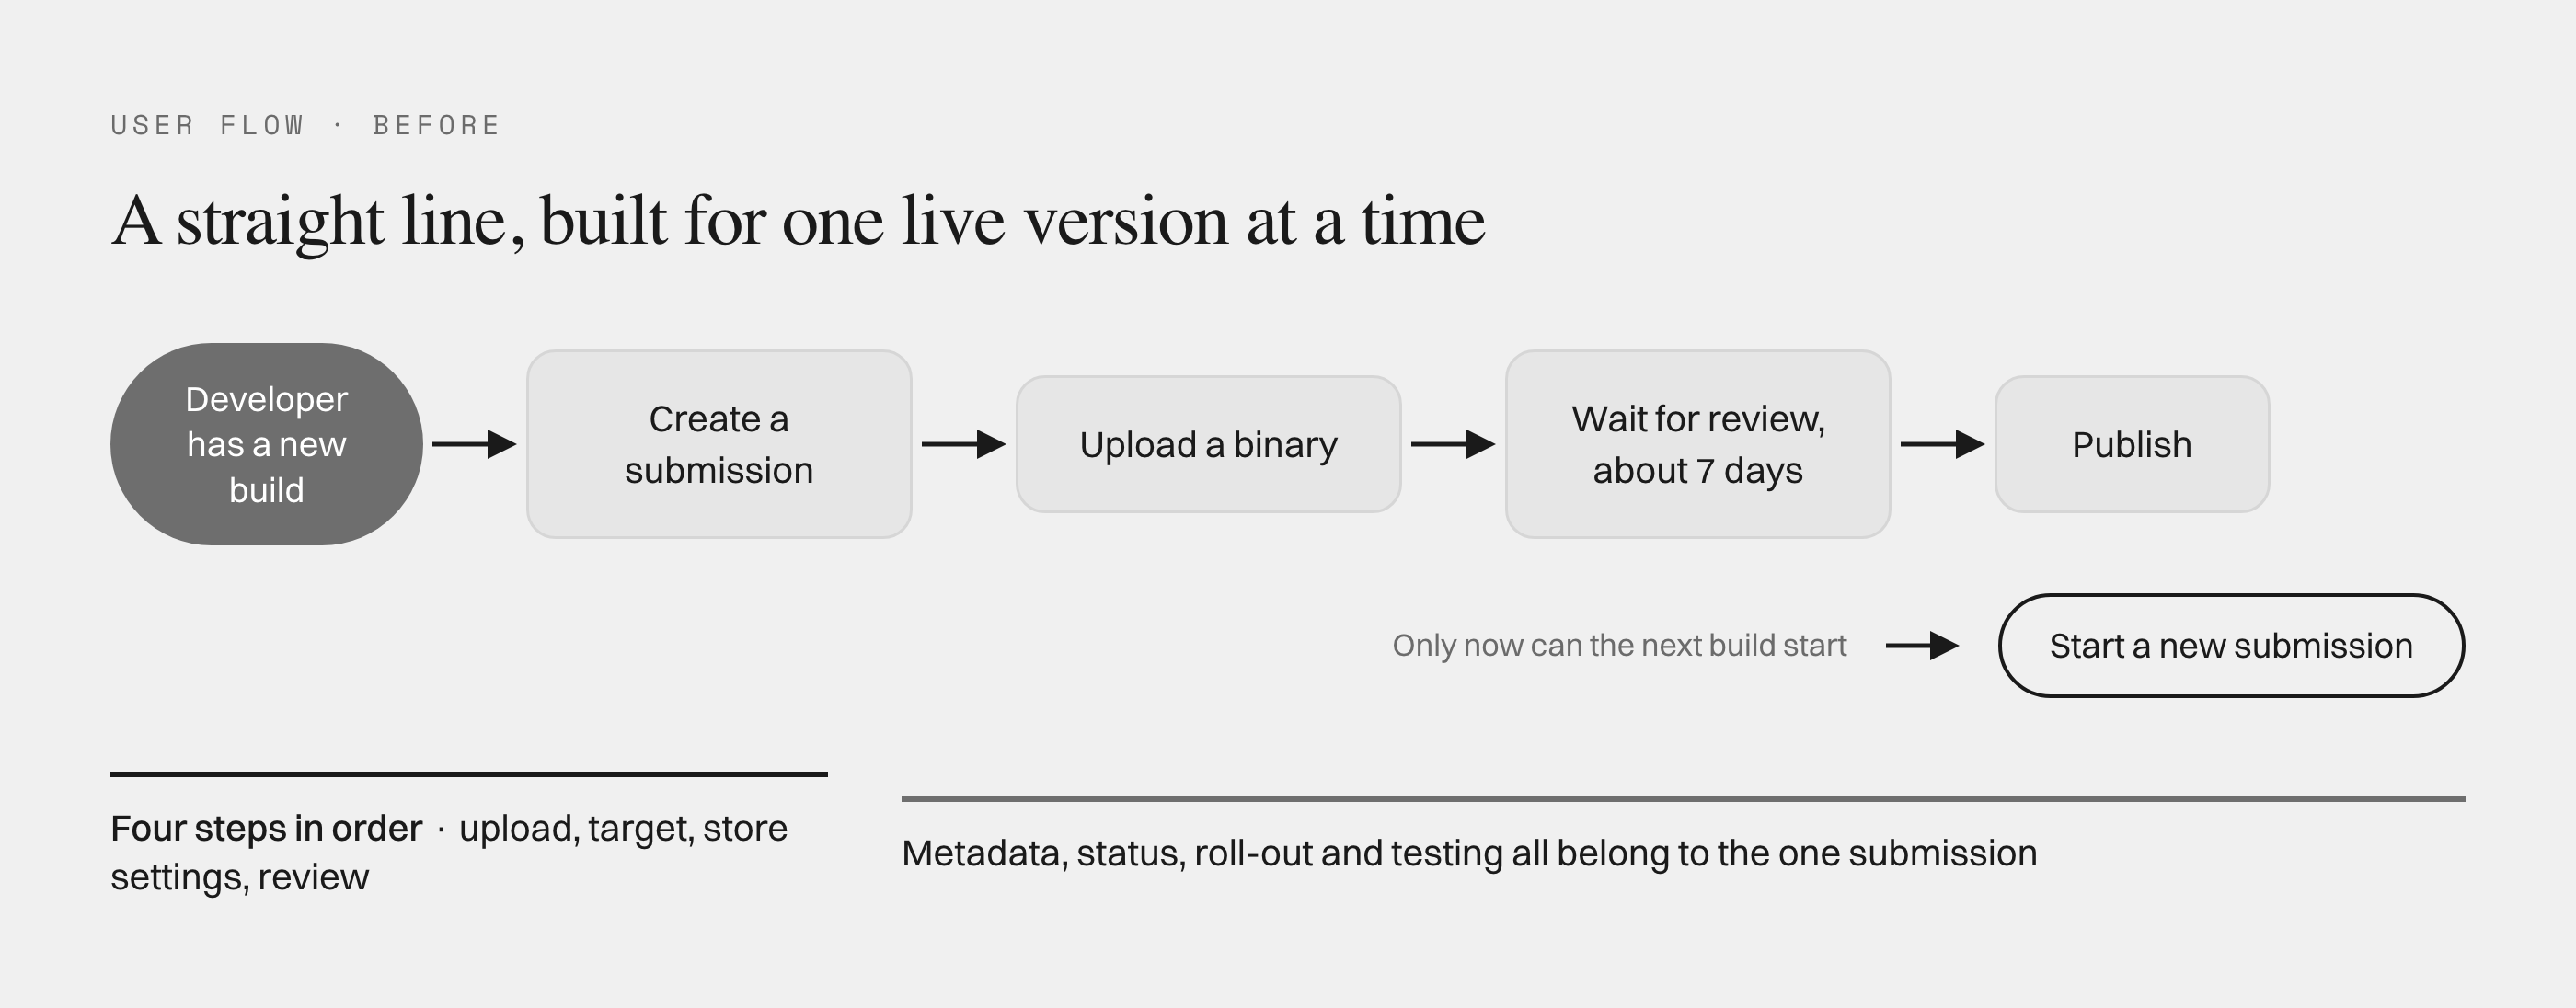 USER FLOW · BEFORE
A straight line, built for one live version at a time
Developer
has a new
build
Create a
submission
Upload a binary
Wait for review,
about 7 days
Publish
Only now can the next build start
Start a new submission
Four steps in order · upload, target, store
settings, review
Metadata, status, roll-out and testing all belong to the one submission